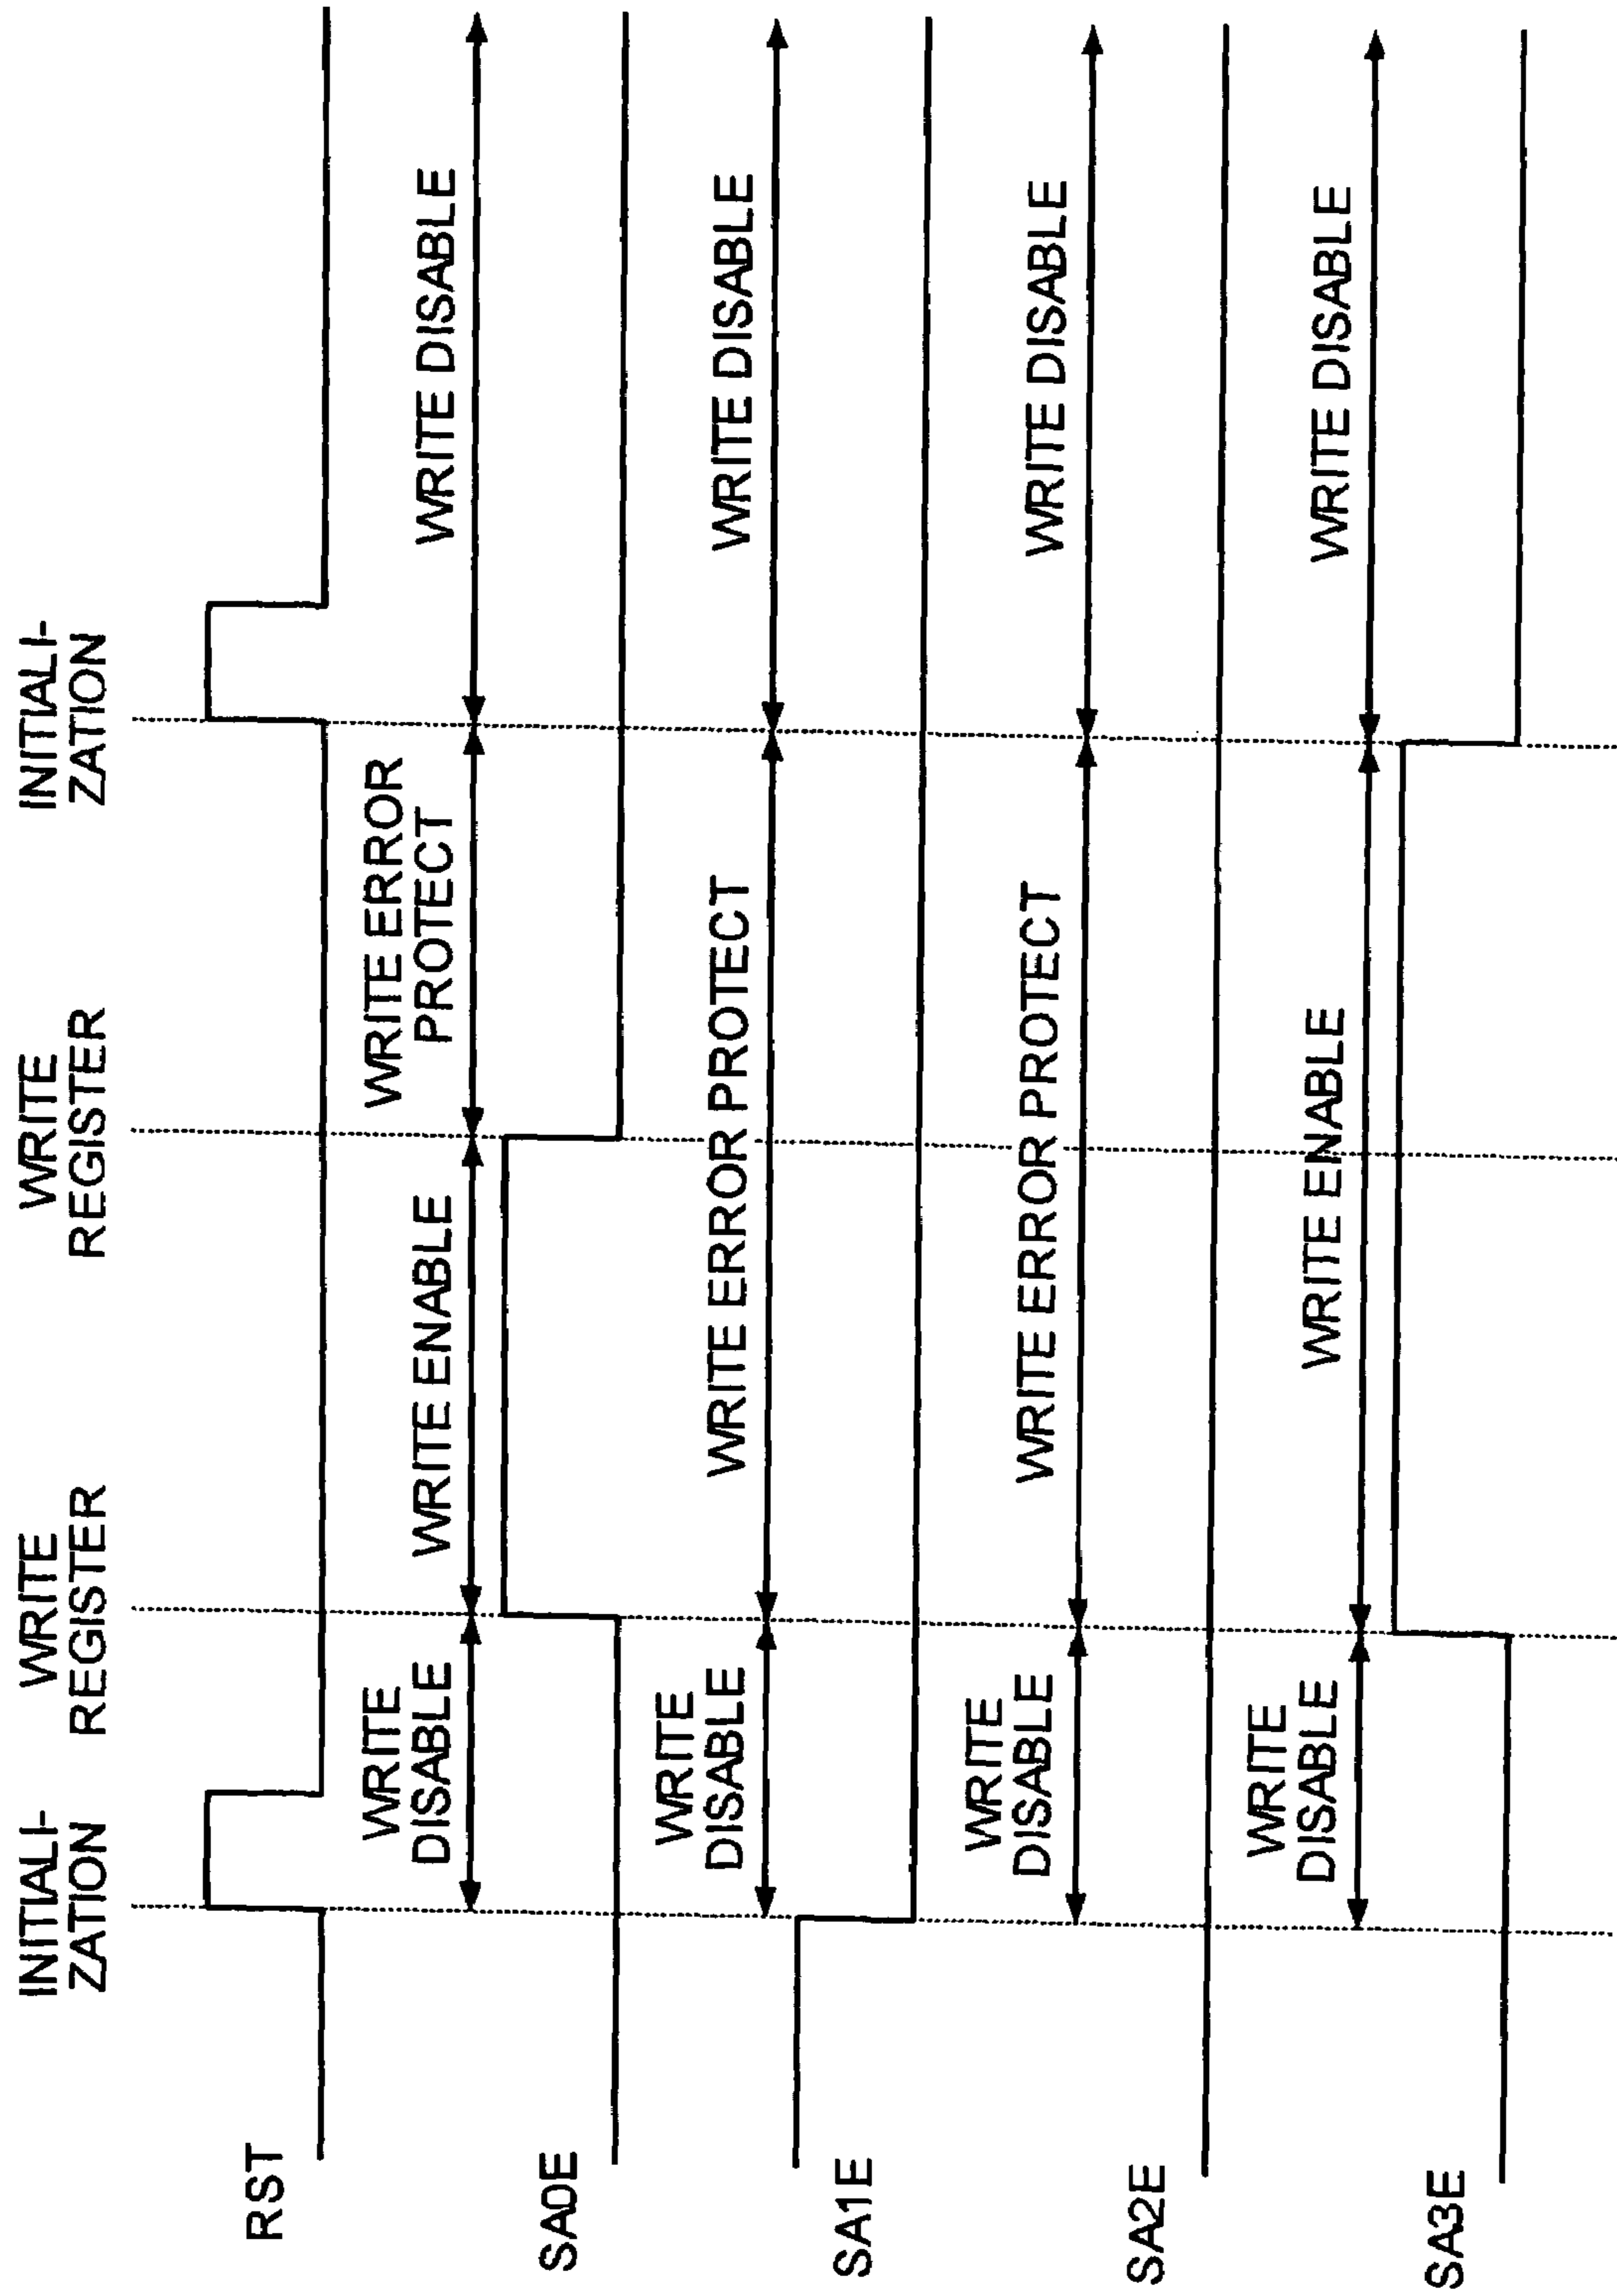 INITIALI-
ZATION
WRITE
REGISTER
WRITE
REGISTER
INITIALI-
ZATION
RST
WRITE
DISABLE
WRITE ENABLE
WRITE ERROR
PROTECT
WRITE DISABLE
SA0E
WRITE
DISABLE
WRITE ERROR PROTECT
WRITE DISABLE
SA1E
WRITE
DISABLE
WRITE ERROR PROTECT
WRITE DISABLE
SA2E
WRITE
DISABLE
WRITE ENABLE
WRITE DISABLE
SA3E